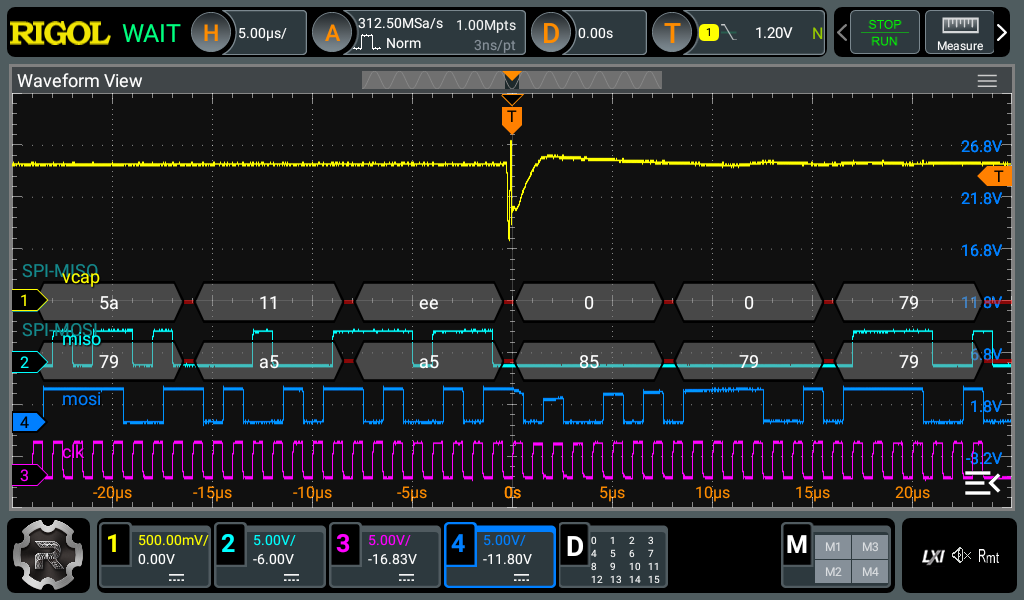 RIGOL WAIT H 5.00μs/ A 312.50MSa/s 1.00Mpts Norm 3ns/pt D 0.00s T 1 1.20V N STOP RUN Measure
Waveform View
T
26.8V
T
21.8V
16.8V
SPI-MISO
vcap
1 5a 11 ee 0 0 79 11.8V
SPI-MOSI
miso
2 79 a5 a5 85 79 79 6.8V
mosi
1.8V
4
clk
-3.2V
3
-20μs -15μs -10μs -5μs 0s 5μs 10μs 15μs 20μs
1 500.00mV/ 0.00V
2 5.00V/ -6.00V
3 5.00V/ -16.83V
4 5.00V/ -11.80V
D 0 1 2 3
4 5 6 7
8 9 10 11
12 13 14 15
M M1 M3
M2 M4
LXI Rmt